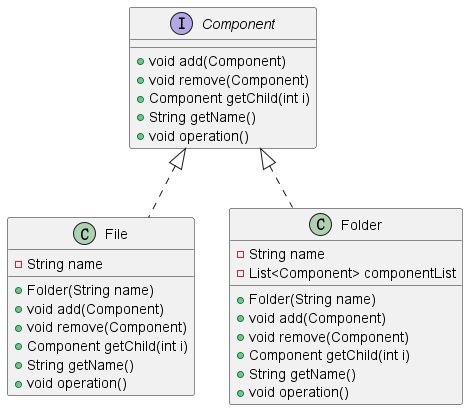 I Component
void add(Component)
void remove(Component)
Component getChild(int i)
String getName()
void operation()
C File
String name
Folder(String name)
void add(Component)
void remove(Component)
Component getChild(int i)
String getName()
void operation()
C Folder
String name
List<Component> componentList
Folder(String name)
void add(Component)
void remove(Component)
Component getChild(int i)
String getName()
void operation()